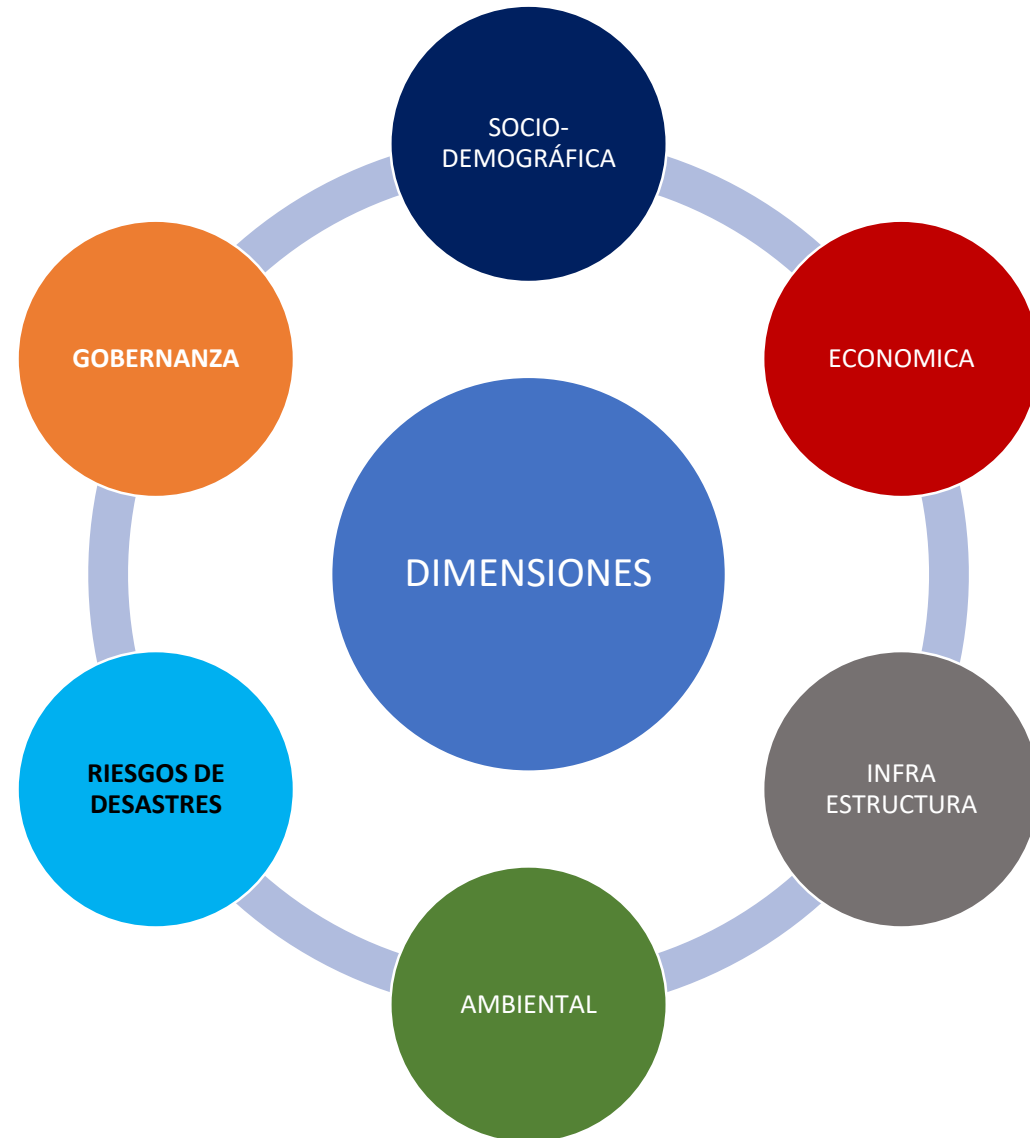 SOCIO-
DEMOGRÁFICA
ECONOMICA
INFRA
ESTRUCTURA
AMBIENTAL
RIESGOS DE
DESASTRES
GOBERNANZA
DIMENSIONES